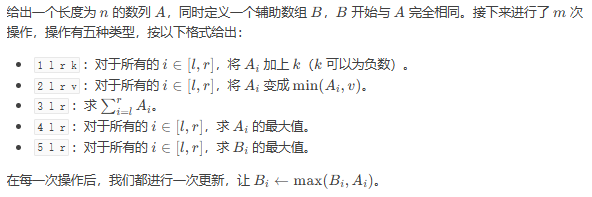 给出一个长度为 n 的数列 A，同时定义一个辅助数组 B，B 开始与 A 完全相同。接下来进行了 m 次
操作，操作有五种类型，按以下格式给出：
• 1 l r k：对于所有的 i ∈ [l, r]，将 A_i 加上 k（k 可以为负数）。
• 2 l r v：对于所有的 i ∈ [l, r]，将 A_i 变成 min(A_i, v)。
• 3 l r：求 ∑_{i=l}^{r} A_i。
• 4 l r：对于所有的 i ∈ [l, r]，求 A_i 的最大值。
• 5 l r：对于所有的 i ∈ [l, r]，求 B_i 的最大值。
在每一次操作后，我们都进行一次更新，让 B_i ← max(B_i, A_i)。